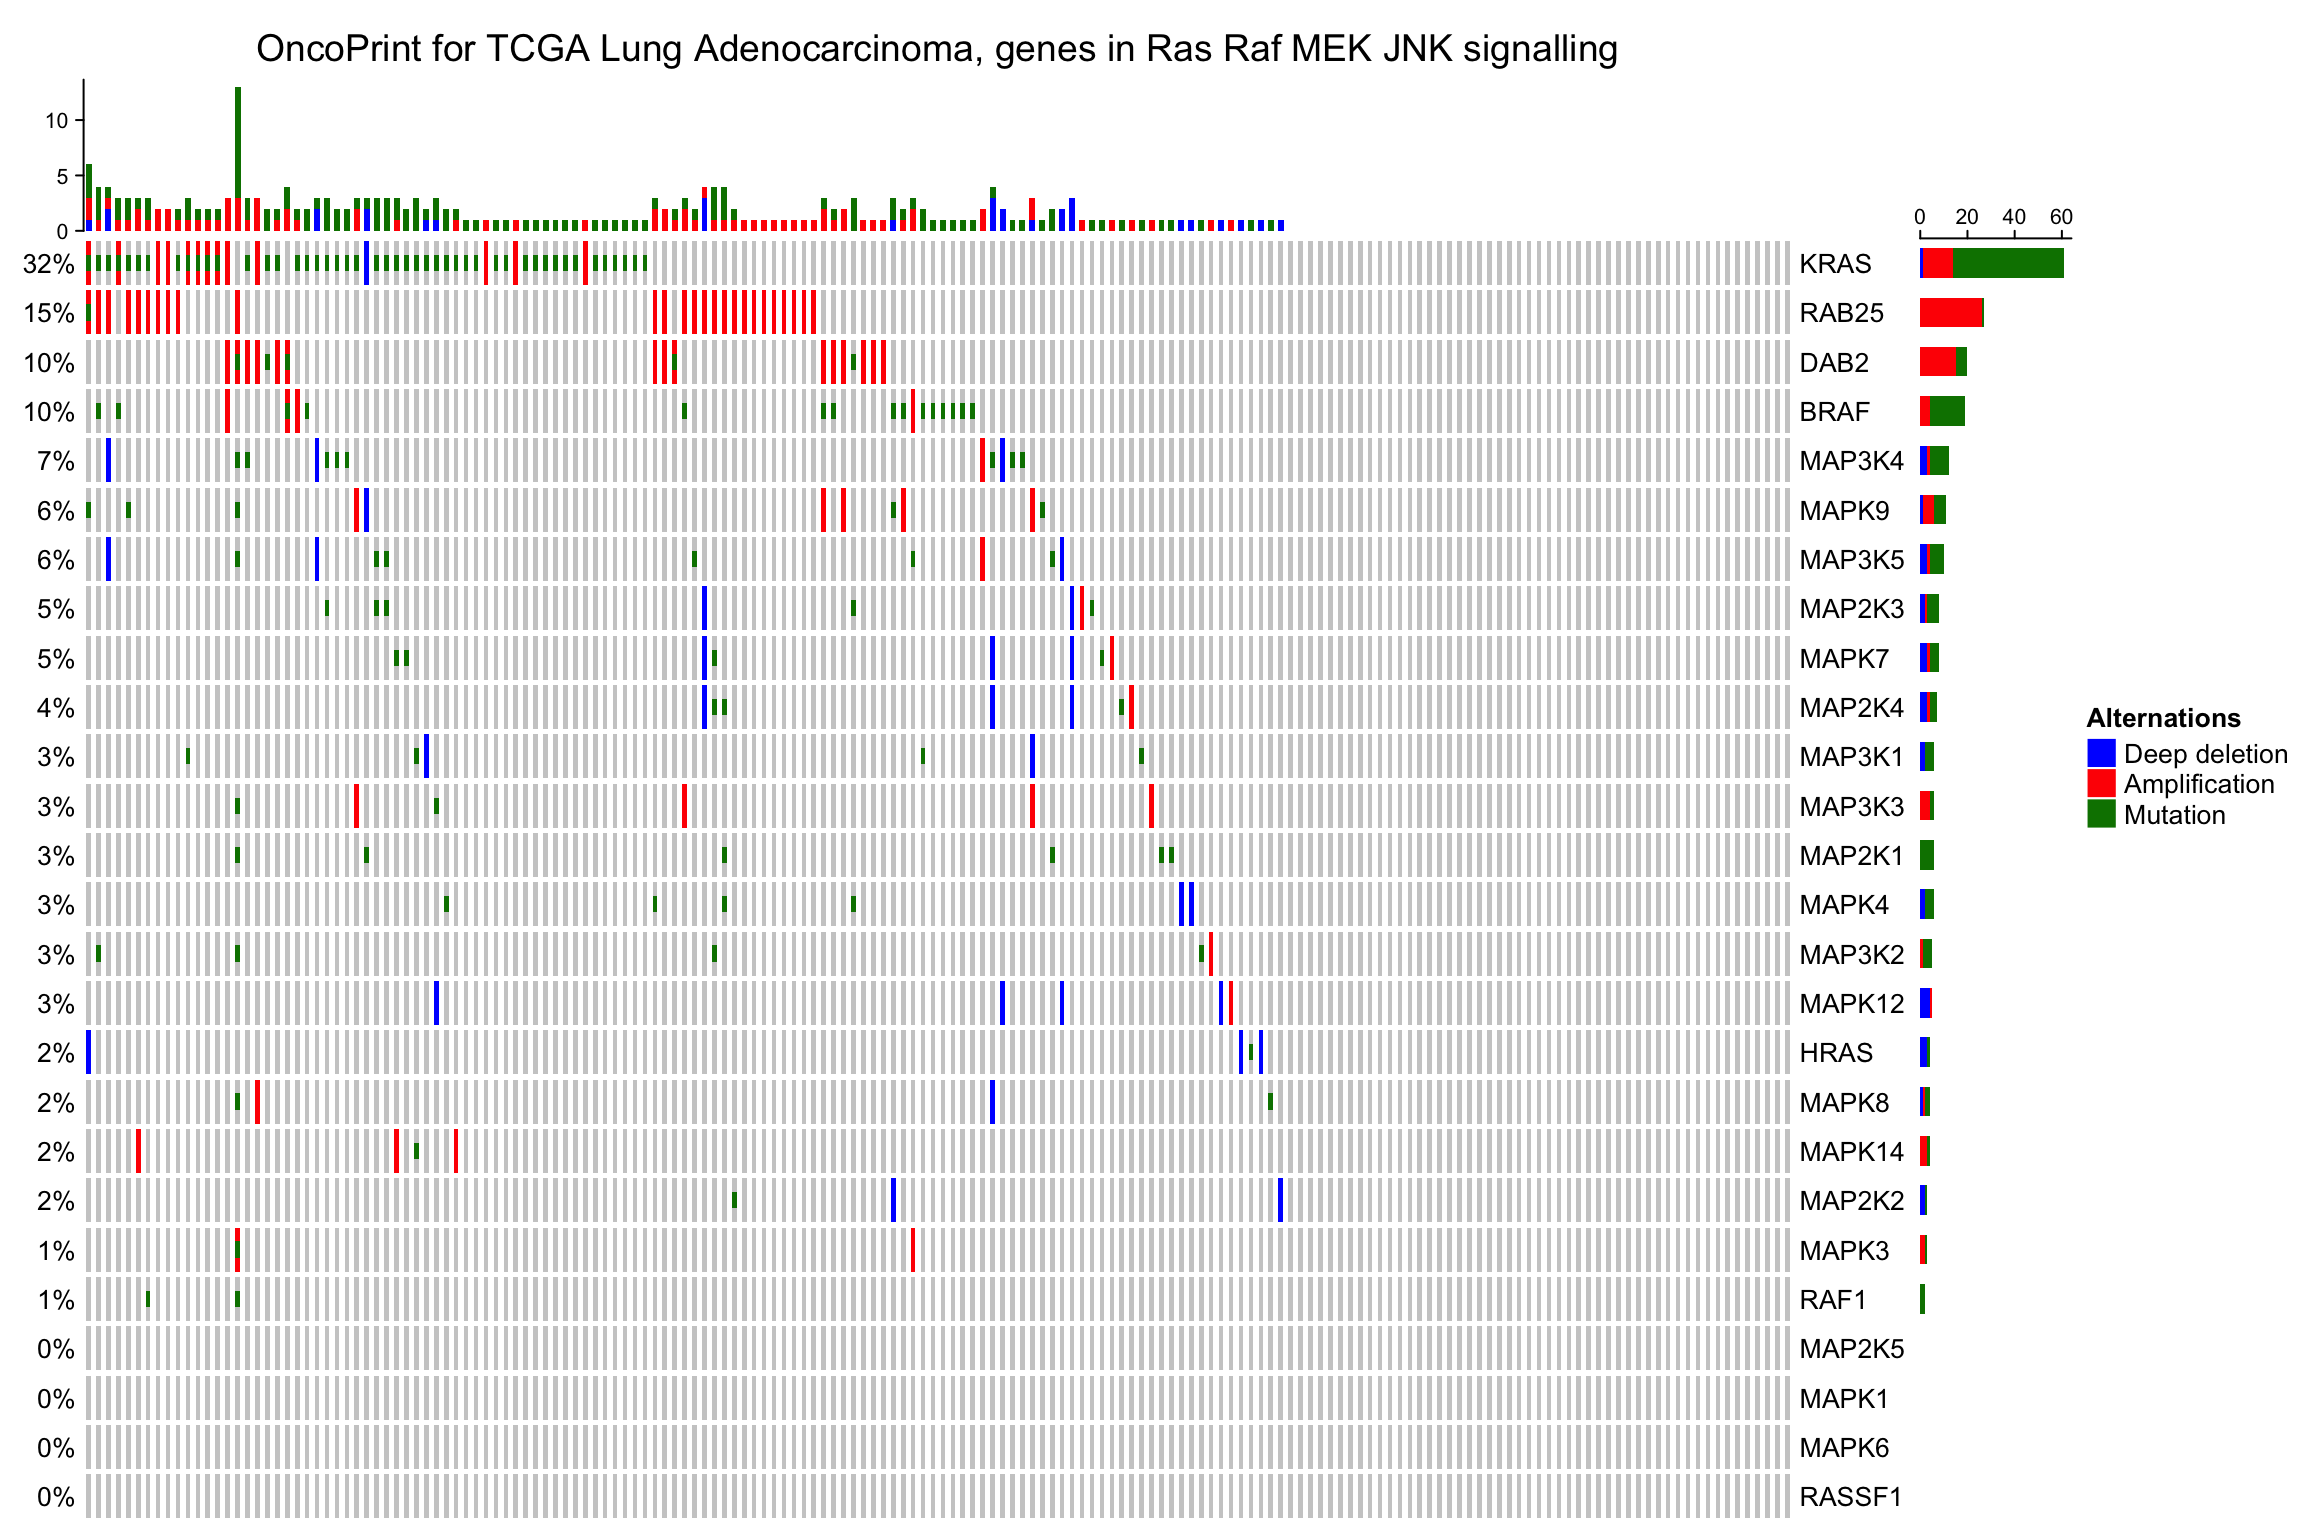 OncoPrint for TCGA Lung Adenocarcinoma, genes in Ras Raf MEK JNK signalling
10
5
0
0 20 40 60
32% KRAS
15% RAB25
10% DAB2
10% BRAF
7% MAP3K4
6% MAPK9
6% MAP3K5
5% MAP2K3
5% MAPK7
4% MAP2K4
3% MAP3K1
3% MAP3K3
3% MAP2K1
3% MAPK4
3% MAP3K2
3% MAPK12
2% HRAS
2% MAPK8
2% MAPK14
2% MAP2K2
1% MAPK3
1% RAF1
0% MAP2K5
0% MAPK1
0% MAPK6
0% RASSF1
Alternations
Deep deletion
Amplification
Mutation